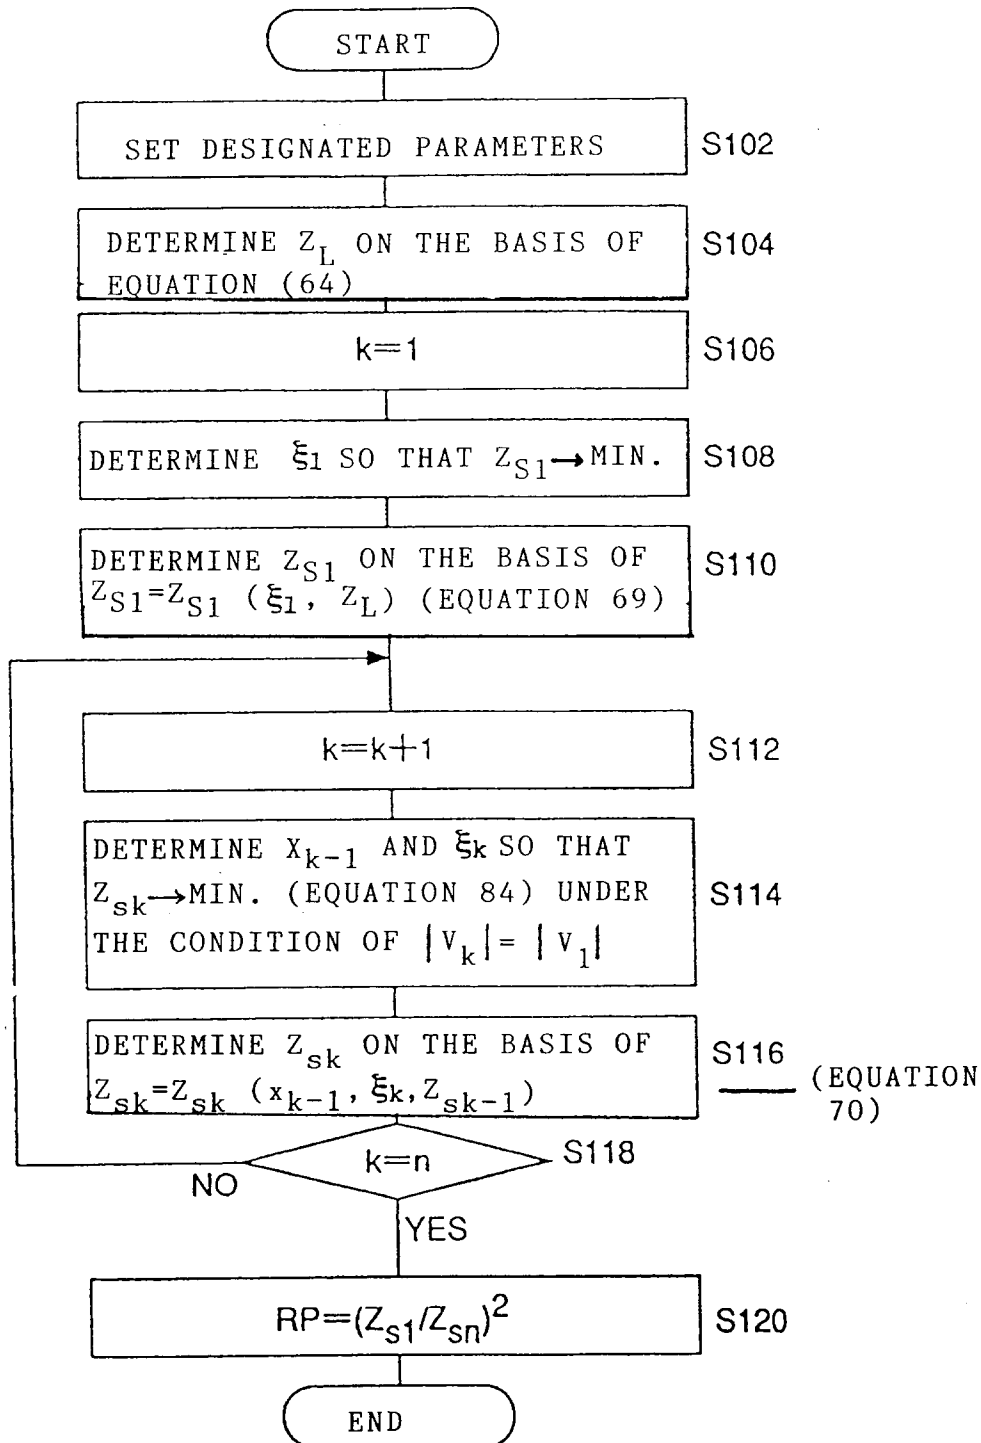 START
SET DESIGNATED PARAMETERS
S102
DETERMINE Z_L ON THE BASIS OF
EQUATION (64)
S104
k=1
S106
DETERMINE ξ1 SO THAT Z_S1→MIN.
S108
DETERMINE Z_S1 ON THE BASIS OF
Z_S1=Z_S1 (ξ1, Z_L) (EQUATION 69)
S110
k=k+1
S112
DETERMINE X_k-1 AND ξk SO THAT
Z_sk→MIN. (EQUATION 84) UNDER
THE CONDITION OF |V_k|=|V_1|
S114
DETERMINE Z_sk ON THE BASIS OF
Z_sk=Z_sk (x_k-1, ξk, Z_sk-1)
S116
(EQUATION
70)
k=n
S118
NO
YES
RP=(Z_s1/Z_sn)^2
S120
END